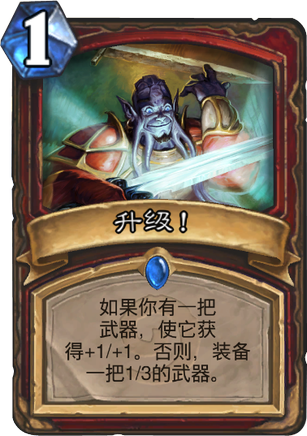 1
升级！
如果你有一把
武器，使它获
得+1/+1。否则，装备
一把1/3的武器。